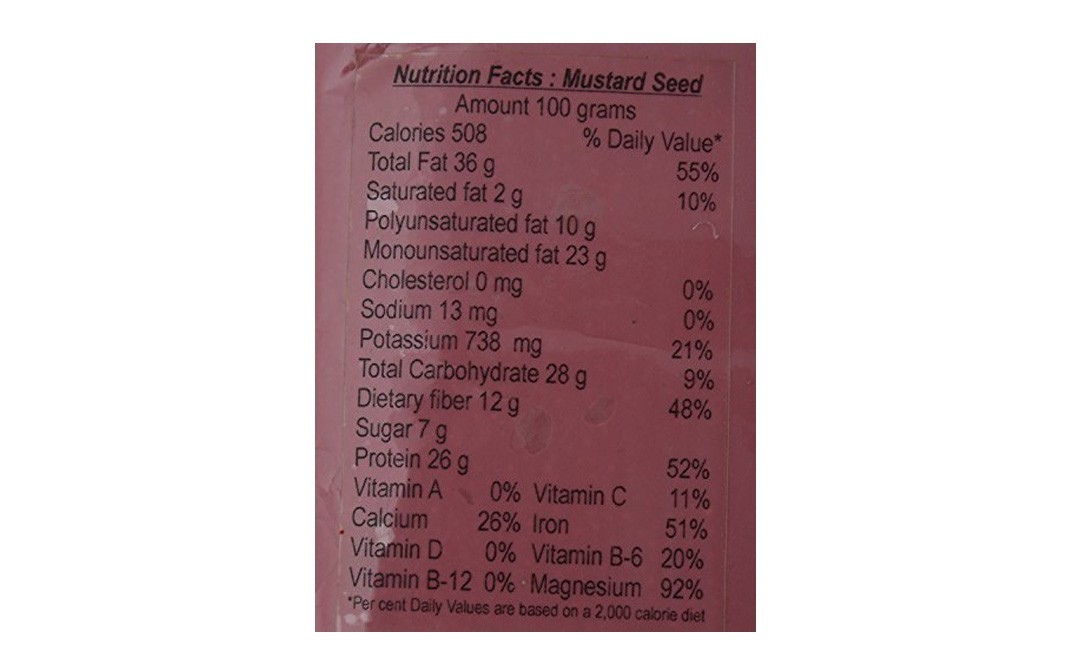 Nutrition Facts : Mustard Seed
Amount 100 grams
Calories 508 % Daily Value*
Total Fat 36 g 55%
Saturated fat 2 g 10%
Polyunsaturated fat 10 g
Monounsaturated fat 23 g
Cholesterol 0 mg 0%
Sodium 13 mg 0%
Potassium 738 mg 21%
Total Carbohydrate 28 g 9%
Dietary fiber 12 g 48%
Sugar 7 g
Protein 26 g 52%
Vitamin A 0% Vitamin C 11%
Calcium 26% Iron 51%
Vitamin D 0% Vitamin B-6 20%
Vitamin B-12 0% Magnesium 92%
*Per cent Daily Values are based on a 2,000 calorie diet